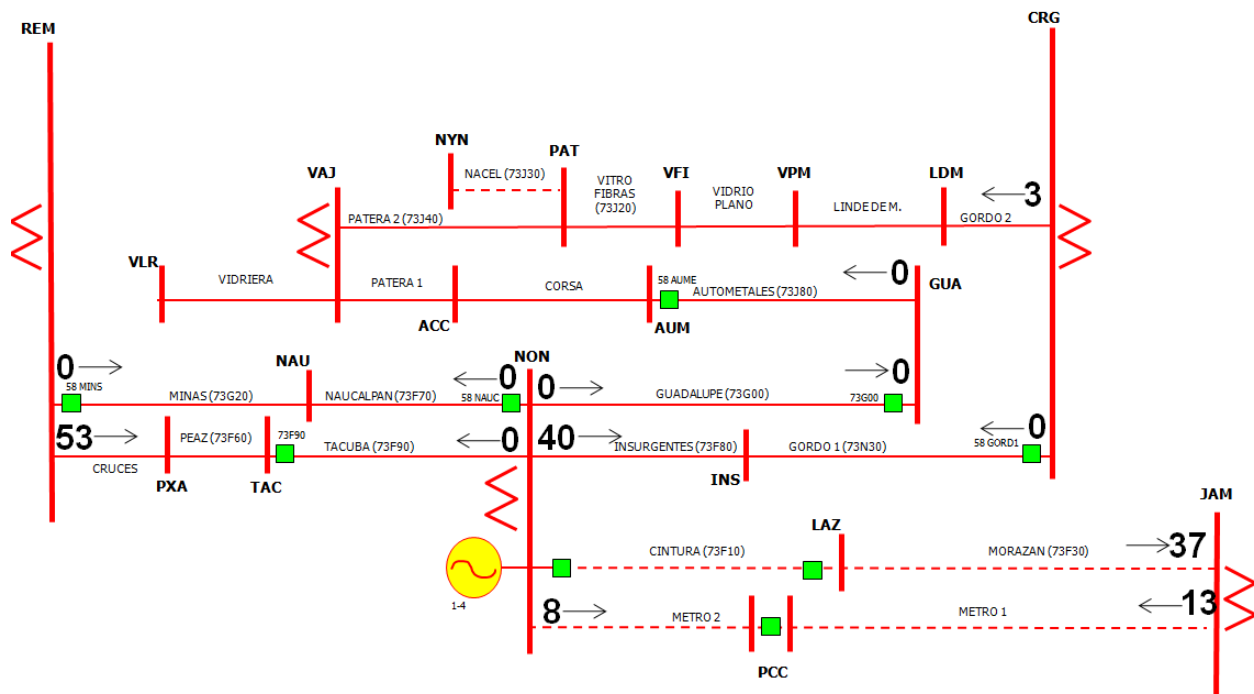 REM
CRG
NYN
PAT
NACEL (73J30)
VAJ
VITRO
FIBRAS
(73J20)
VFI
VIDRIO
PLANO
VPM
LDM
3
PATERA 2 (73J40)
LINDE DE M.
GORDO 2
VLR
VIDRIERA
PATERA 1
CORSA
58 AUME
AUTOMETALES (73J80)
0
GUA
ACC
AUM
0
58 MINS
NAU
NON
0
0
0
MINAS (73G20)
NAUCALPAN (73F70)
58 NAUC
GUADALUPE (73G00)
73G00
53
PEAZ (73F60)
73F90
TACUBA (73F90)
0
40
INSURGENTES (73F80)
GORDO 1 (73N30)
0
58 GORD1
CRUCES
PXA
TAC
INS
JAM
LAZ
CINTURA (73F10)
MORAZAN (73F30)
37
1-4
8
METRO 2
METRO 1
13
PCC